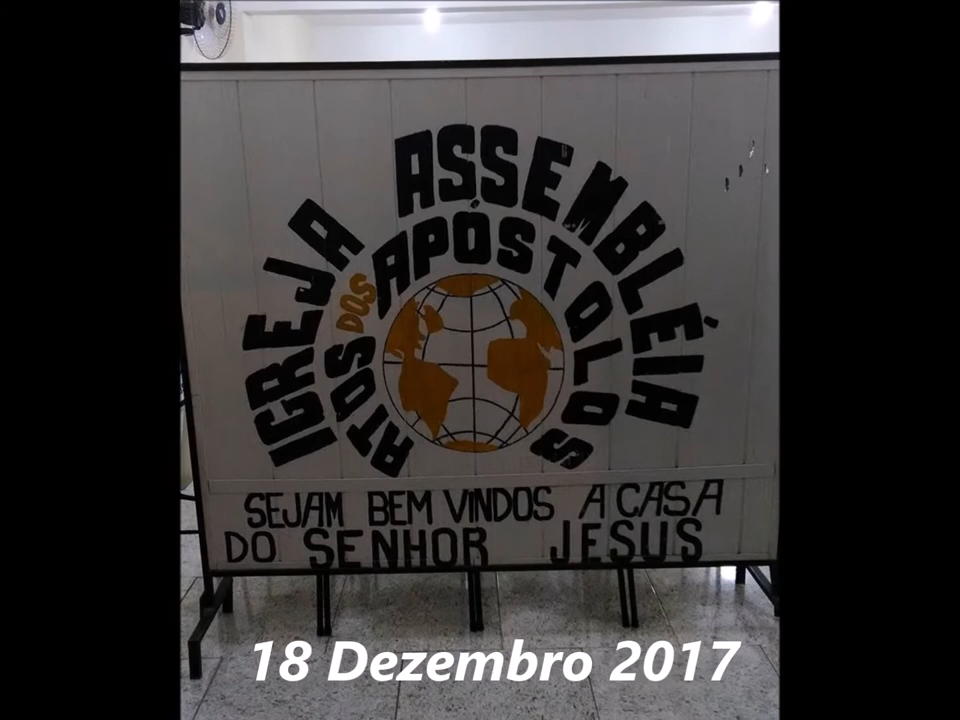 IGREJA ASSEMBLÉIA
ATOS DOS APÓSTOLOS
SEJAM BEM VINDOS A CASA
DO SENHOR JESUS
18 Dezembro 2017